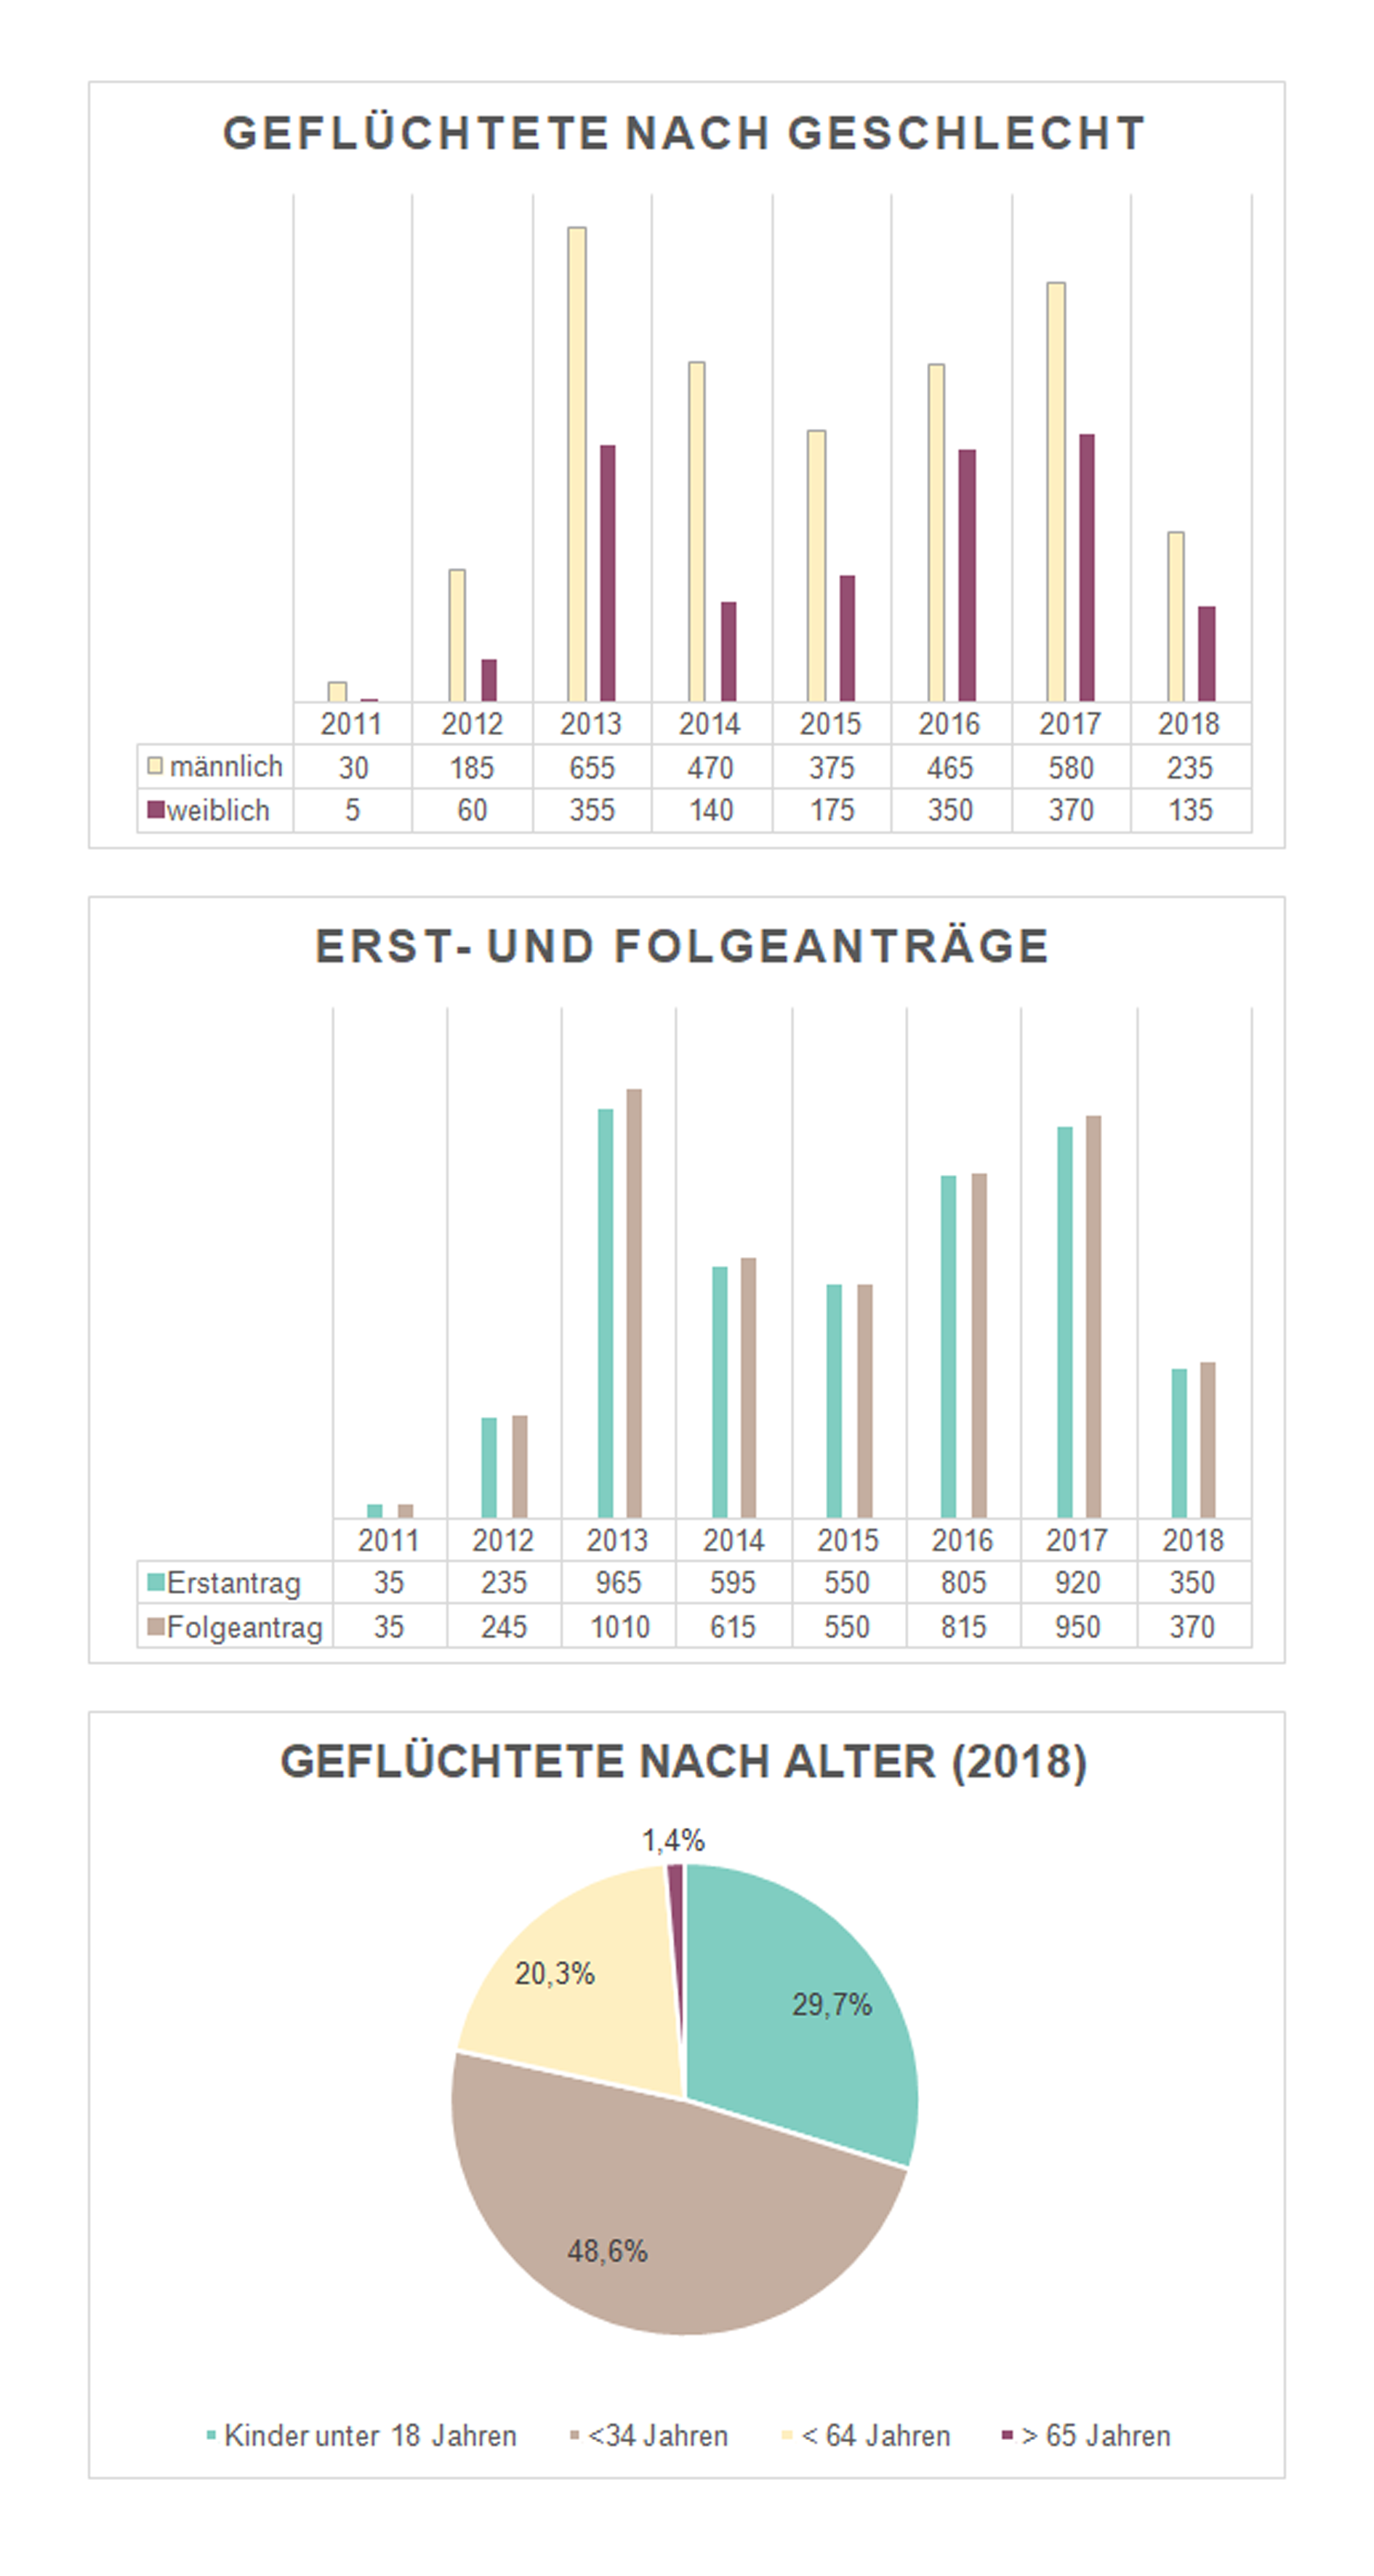 GEFLÜCHTETE NACH GESCHLECHT
2011 2012 2013 2014 2015 2016 2017 2018
männlich 30 185 655 470 375 465 580 235
weiblich 5 60 355 140 175 350 370 135
ERST- UND FOLGEANTRÄGE
2011 2012 2013 2014 2015 2016 2017 2018
Erstantrag 35 235 965 595 550 805 920 350
Folgeantrag 35 245 1010 615 550 815 950 370
GEFLÜCHTETE NACH ALTER (2018)
1,4%
20,3%
29,7%
48,6%
Kinder unter 18 Jahren <34 Jahren < 64 Jahren > 65 Jahren